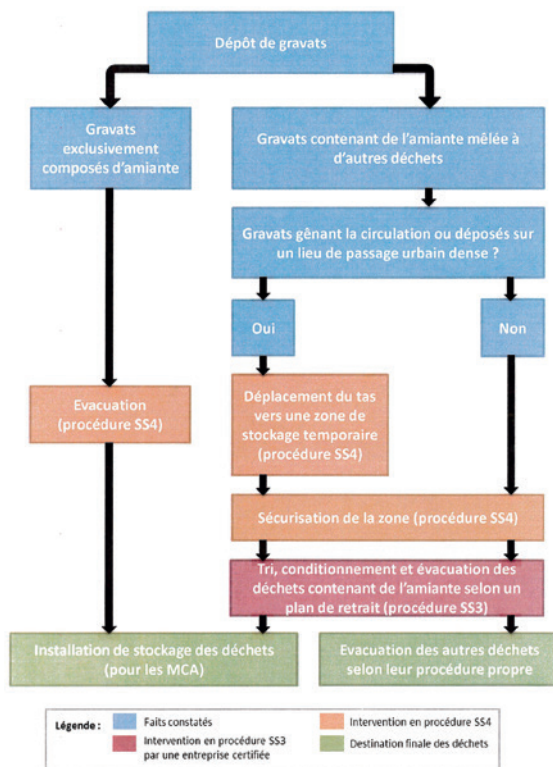 Dépôt de gravats
Gravats
exclusivement
composés d'amiante
Gravats contenant de l'amiante mêlée à
d'autres déchets
Gravats gênant la circulation ou déposés sur
un lieu de passage urbain dense ?
Oui
Non
Evacuation
(procédure SS4)
Déplacement du tas
vers une zone de
stockage temporaire
(procédure SS4)
Sécurisation de la zone (procédure SS4)
Tri, conditionnement et évacuation des
déchets contenant de l'amiante selon un
plan de retrait (procédure SS3)
Installation de stockage des déchets
(pour les MCA)
Evacuation des autres déchets
selon leur procédure propre
Légende :
Faits constatés
Intervention en procédure SS4
Intervention en procédure SS3
par une entreprise certifiée
Destination finale des déchets